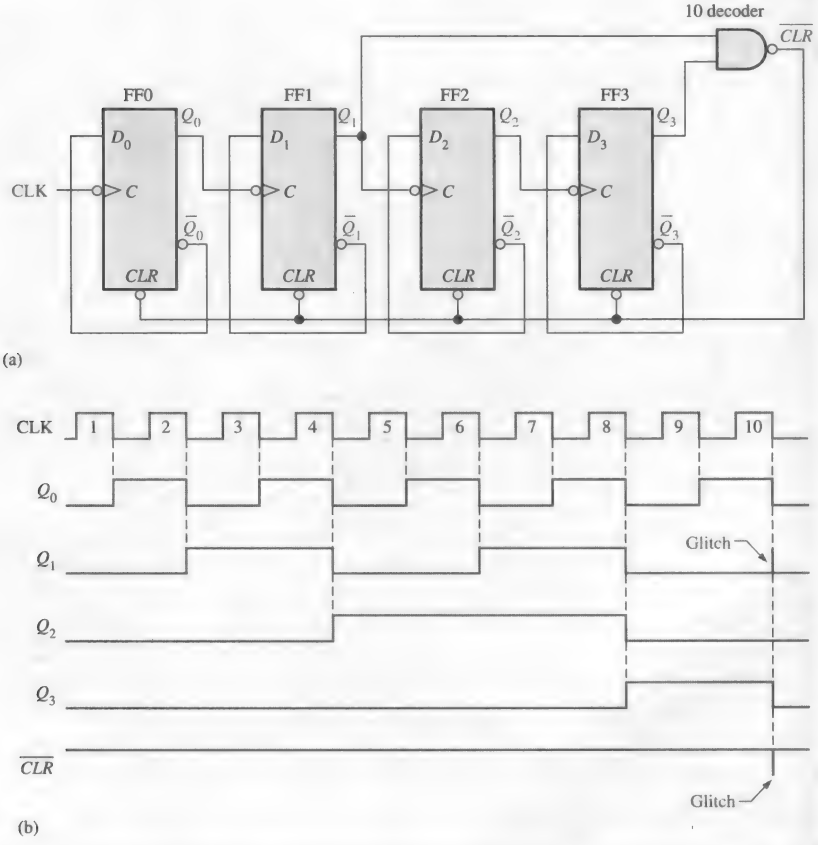 10 decoder
CLR
FF0 FF1 FF2 FF3
Q0 Q1 Q2 Q3
D0 D1 D2 D3
CLK C C C C
Q0 Q1 Q2 Q3
CLR CLR CLR CLR
(a)
CLK 1 2 3 4 5 6 7 8 9 10
Q0
Glitch
Q1
Q2
Q3
CLR
Glitch
(b)